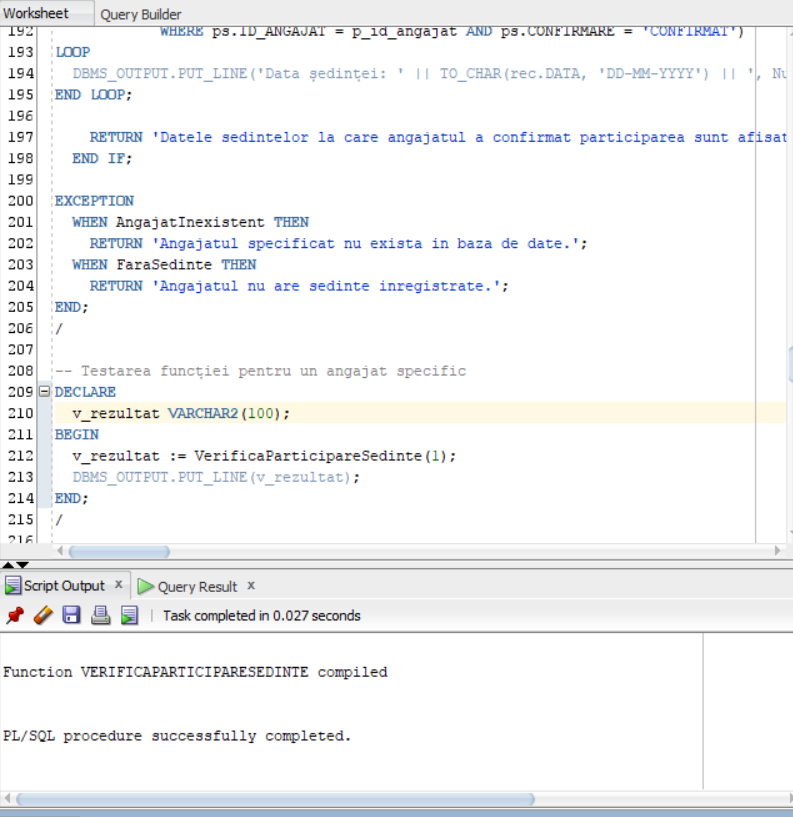 Worksheet Query Builder
192 WHERE ps.ID_ANGAJAT = p_id_angajat AND ps.CONFIRMARE = 'CONFIRMAT')
193 LOOP
194 DBMS_OUTPUT.PUT_LINE('Data ședinței: ' || TO_CHAR(rec.DATA, 'DD-MM-YYYY') || ', Nu
195 END LOOP;
196
197 RETURN 'Datele sedintelor la care angajatul a confirmat participarea sunt afisat
198 END IF;
199
200 EXCEPTION
201 WHEN AngajatInexistent THEN
202 RETURN 'Angajatul specificat nu exista in baza de date.';
203 WHEN FaraSedinte THEN
204 RETURN 'Angajatul nu are sedinte inregistrate.';
205 END;
206 /
207
208 -- Testarea funcției pentru un angajat specific
209 DECLARE
210 v_rezultat VARCHAR2(100);
211 BEGIN
212 v_rezultat := VerificaParticipareSedinte(1);
213 DBMS_OUTPUT.PUT_LINE(v_rezultat);
214 END;
215 /
216
Script Output x Query Result x
Task completed in 0.027 seconds
Function VERIFICAPARTICIPARESEDINTE compiled
PL/SQL procedure successfully completed.